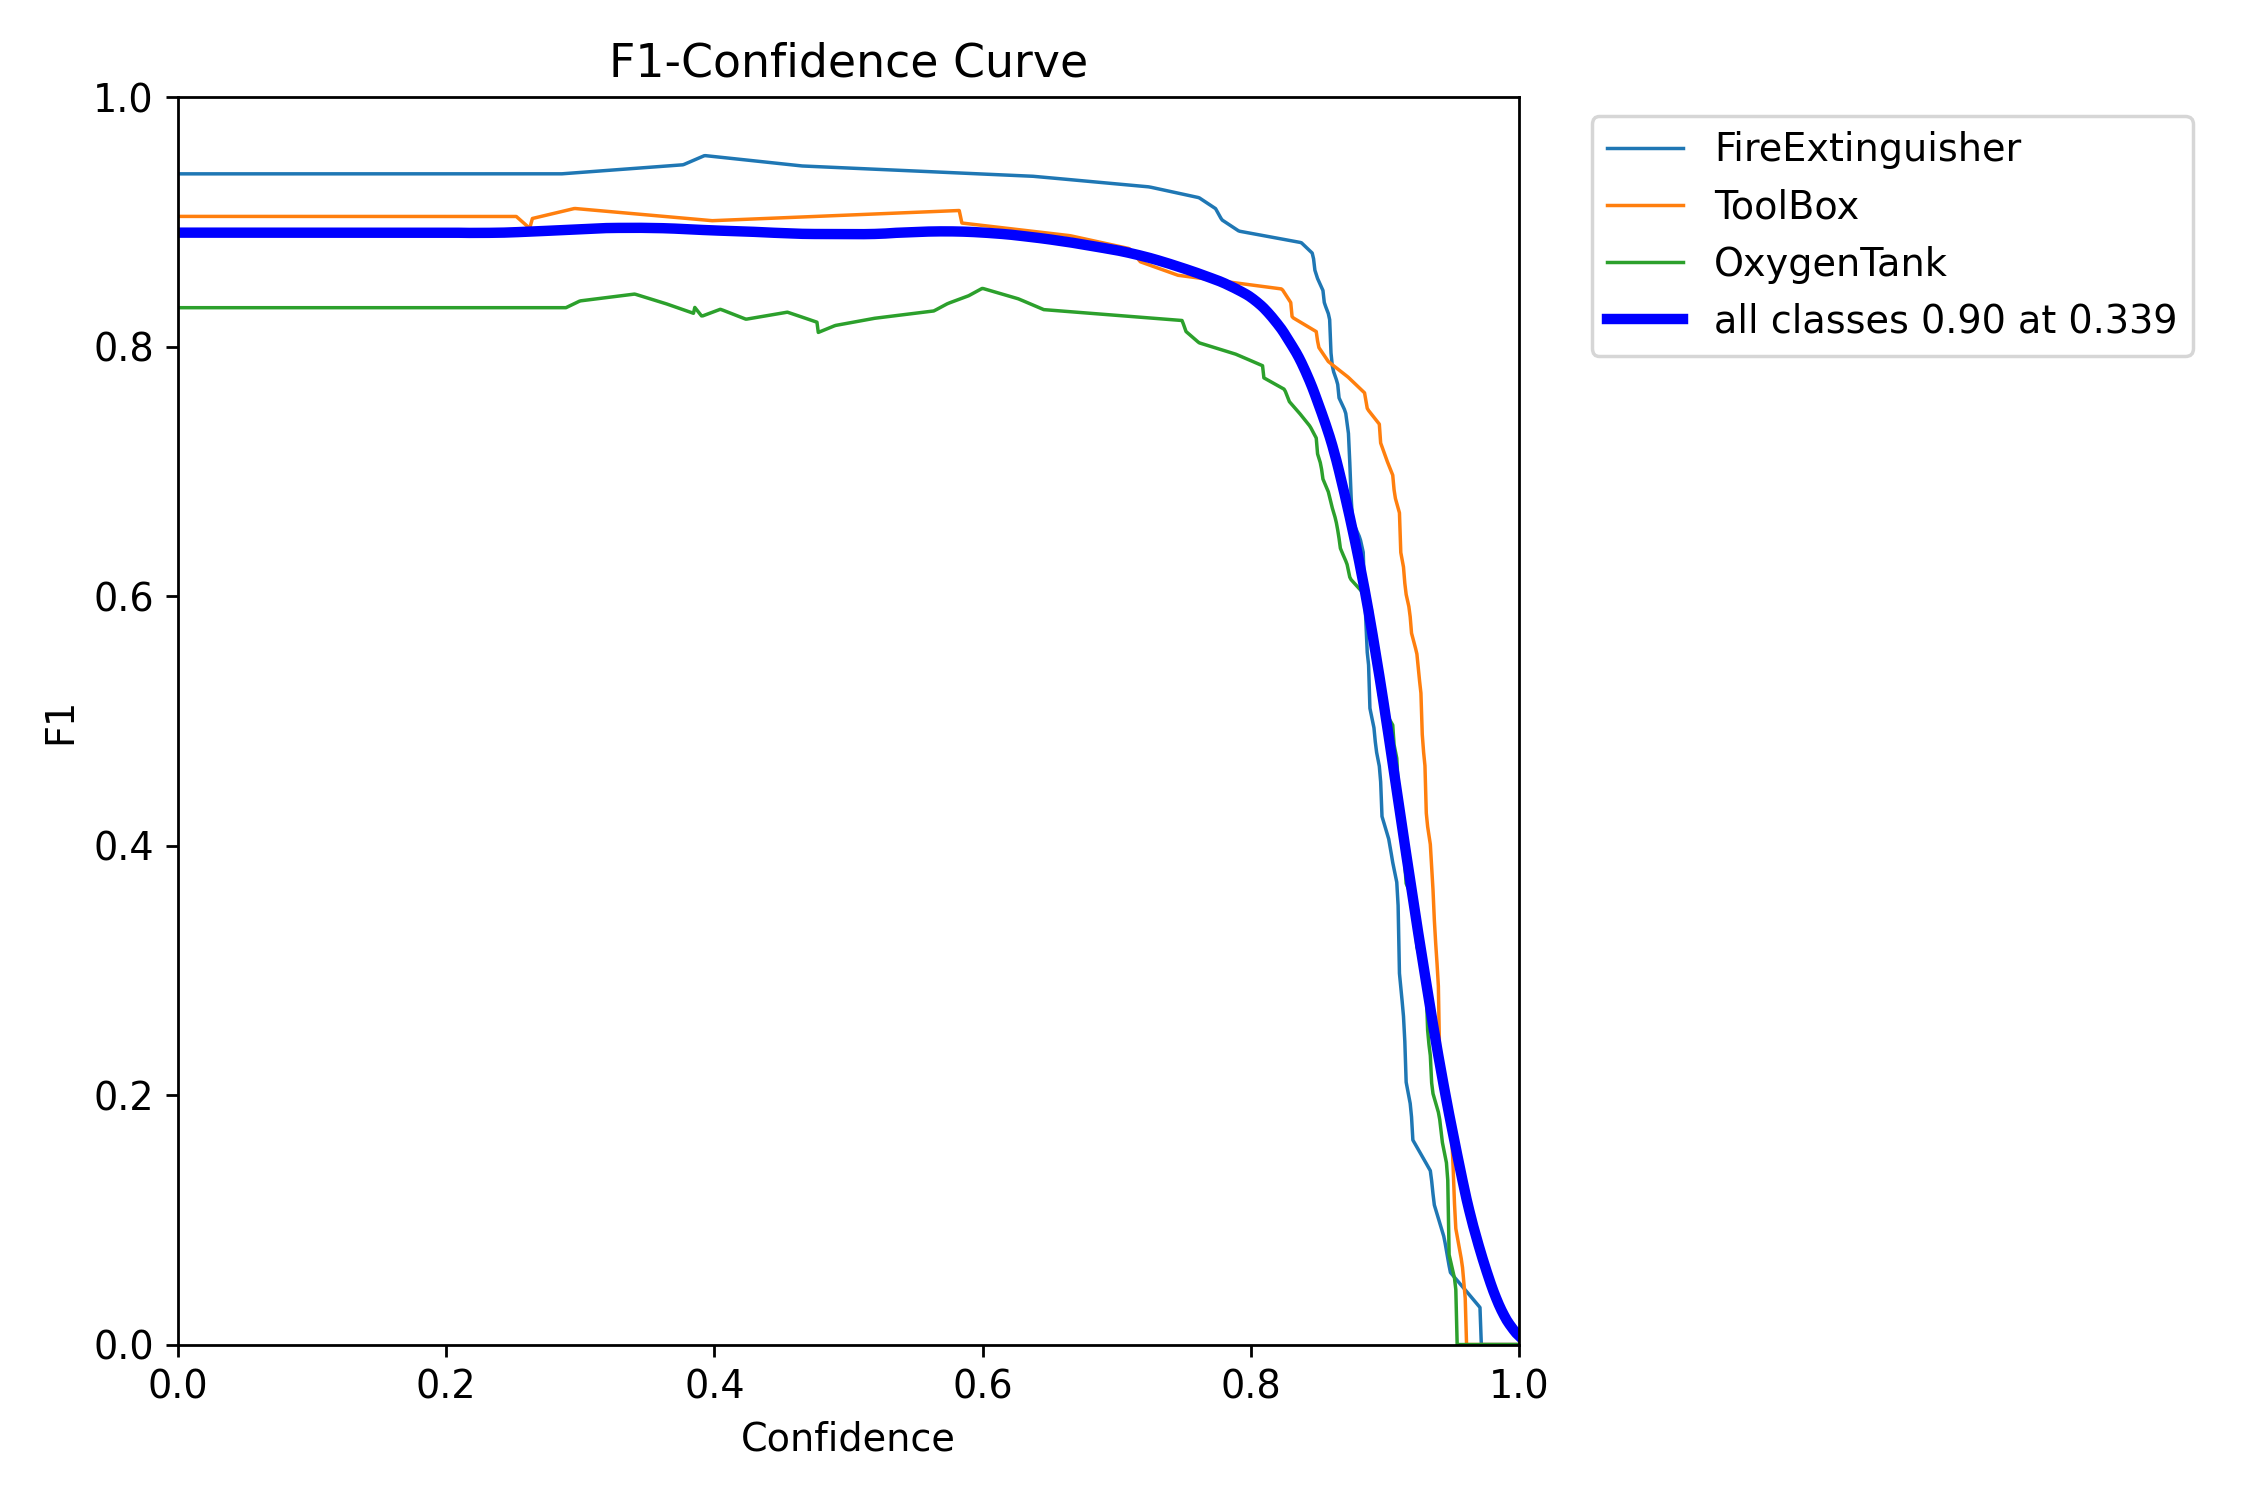 F1-Confidence Curve
1.0
0.8
0.6
0.4
0.2
0.0
F1
0.0 0.2 0.4 0.6 0.8 1.0
Confidence
FireExtinguisher
ToolBox
OxygenTank
all classes 0.90 at 0.339